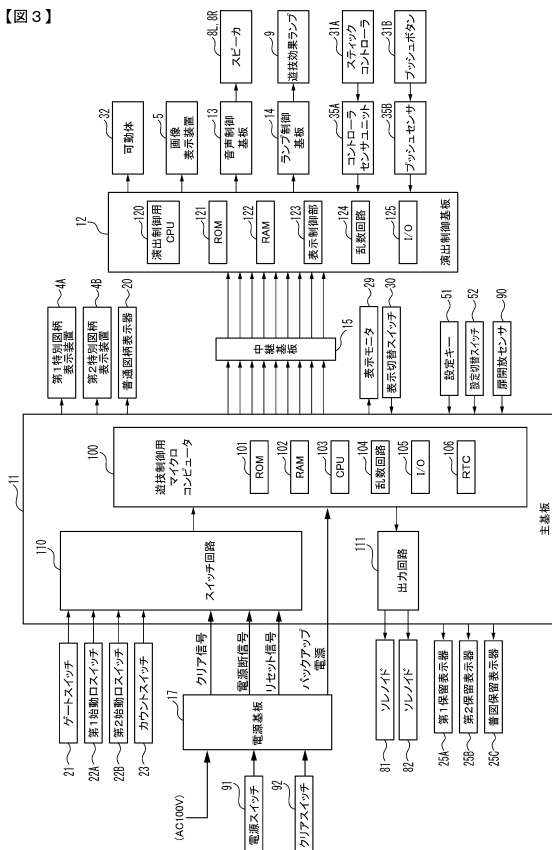 【図３】
8L, 8R
スピーカ
9
遊技効果ランプ
31A
スティック
コントローラ
31B
プッシュボタン
32
可動体
5
画像
表示装置
13
音声制御
基板
14
ランプ制御
基板
35A
コントローラ
センサユニット
35B
プッシュセンサ
12
120
演出制御用
CPU
121
ROM
122
RAM
123
表示制御部
124
乱数回路
125
I/O
演出制御基板
4A
第1特別図柄
表示装置
4B
第2特別図柄
表示装置
20
普通図柄表示器
中継基板
15
29
表示モニタ
30
表示切替スイッチ
51
設定キー
52
設定切替スイッチ
90
扉開放センサ
11
100
遊技制御用
マイクロ
コンピュータ
101
ROM
102
RAM
103
CPU
104
乱数回路
105
I/O
106
RTC
主基板
110
スイッチ回路
111
出力回路
クリア信号
電源断信号
リセット信号
バックアップ
電源
21
ゲートスイッチ
22A
第1始動口スイッチ
22B
第2始動口スイッチ
23
カウントスイッチ
17
電源基板
81
ソレノイド
82
ソレノイド
25A
第1保留表示器
25B
第2保留表示器
25C
普図保留表示器
(AC100V)
91
電源スイッチ
92
クリアスイッチ